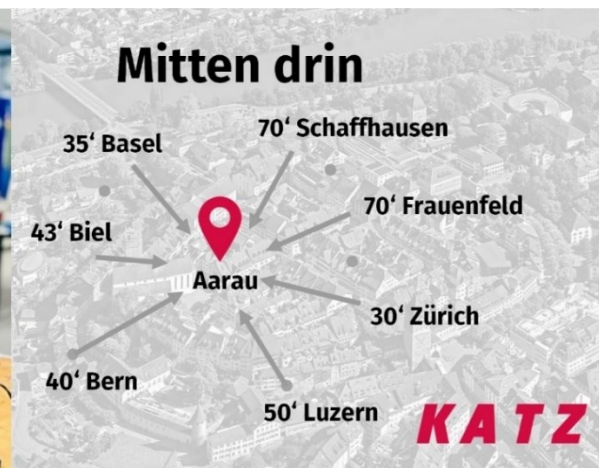 Mitten drin
70‘ Schaffhausen
35‘ Basel
70‘ Frauenfeld
43‘ Biel
Aarau
30‘ Zürich
40‘ Bern
50‘ Luzern
KATZ